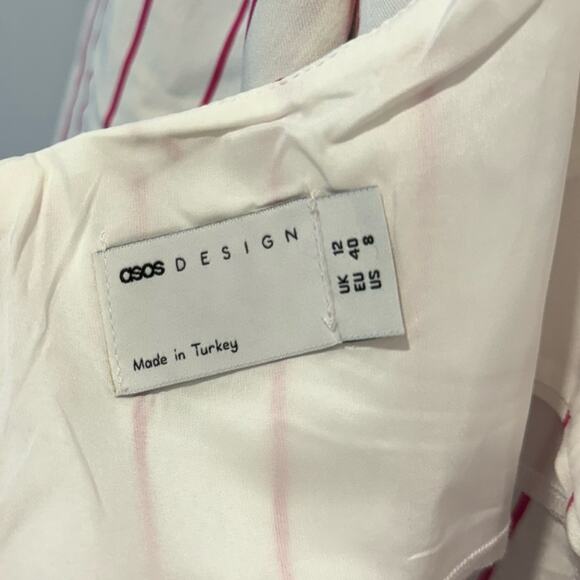 asos DESIGN
Made in Turkey
UK 12
EU 40
US 8